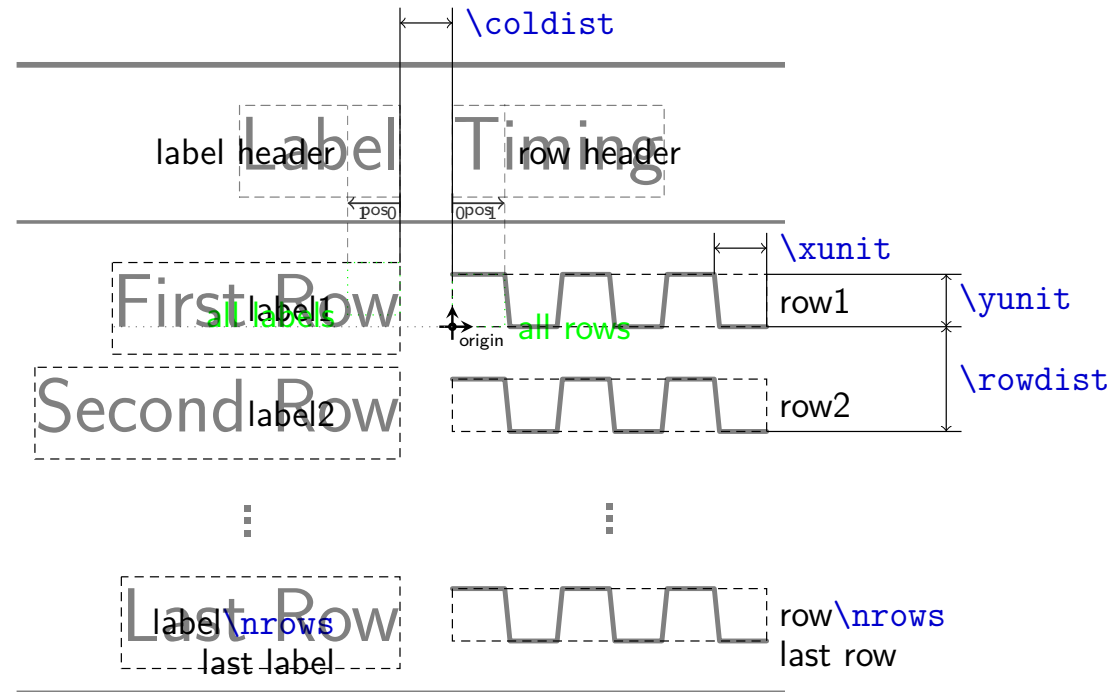 \coldist
Label Timing
label header row header
1pos0 0pos1
\xunit
First Row
label1 row1 \yunit
all labels all rows
origin
\rowdist
Second Row
label2 row2
Last Row
label\nrows row\nrows
last label last row